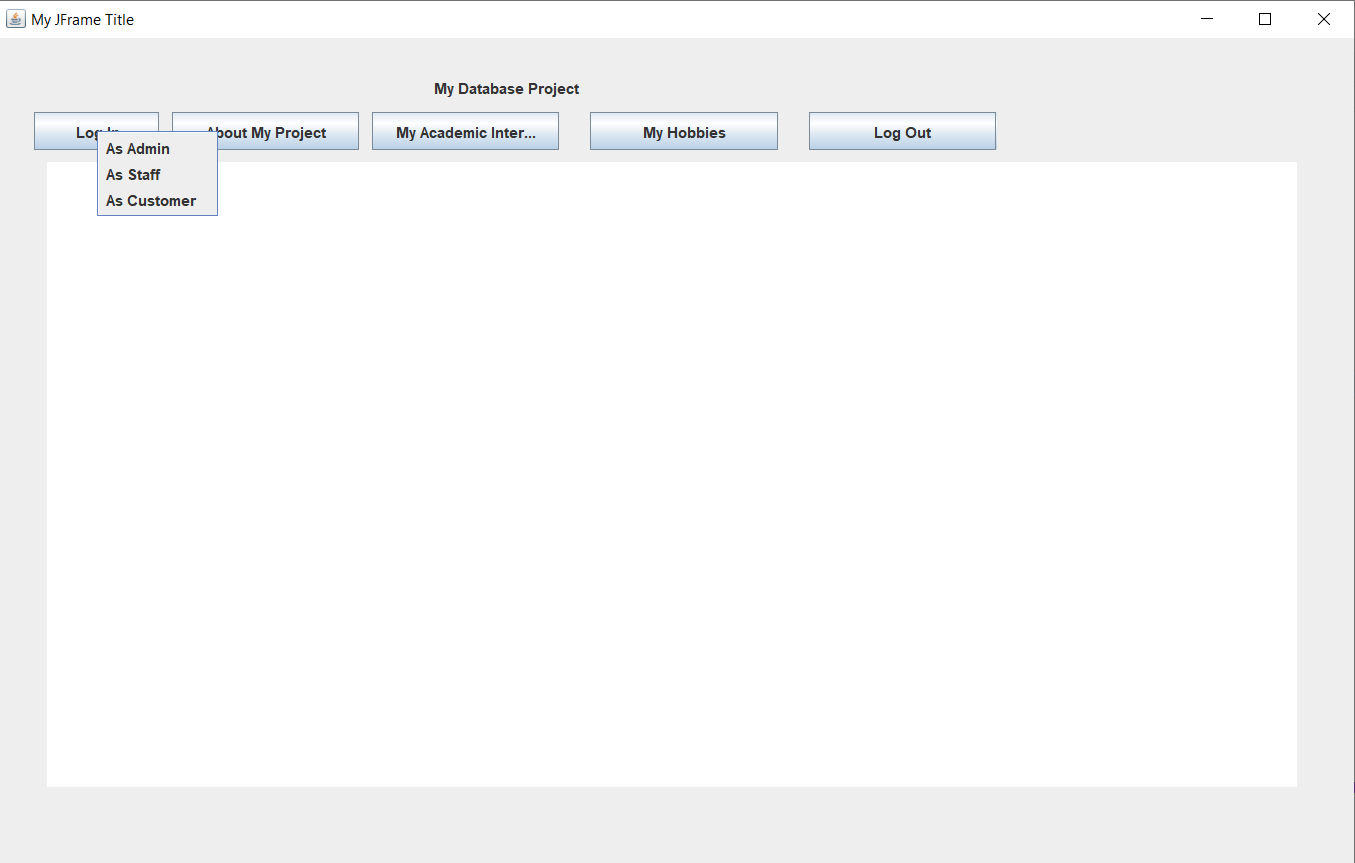 My JFrame Title
My Database Project
Log In About My Project My Academic Inter... My Hobbies Log Out
As Admin
As Staff
As Customer